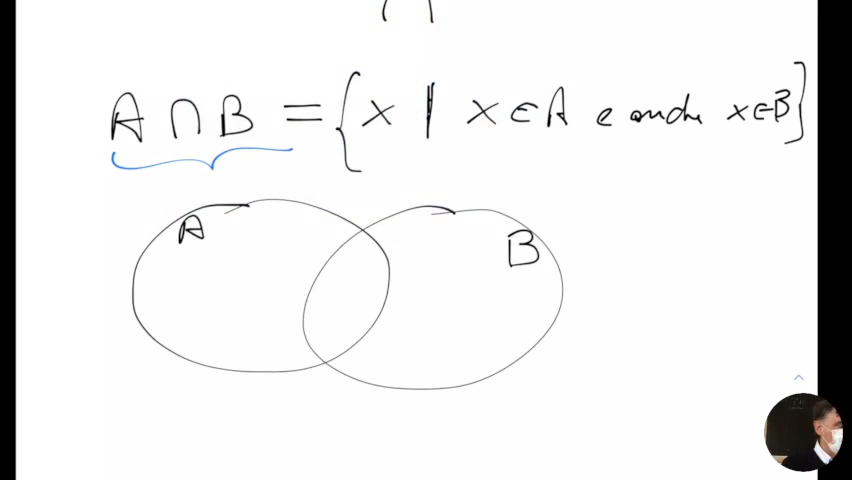 ∩
A ∩ B = { x | x ∈ A e anche x ∈ B }
A
B